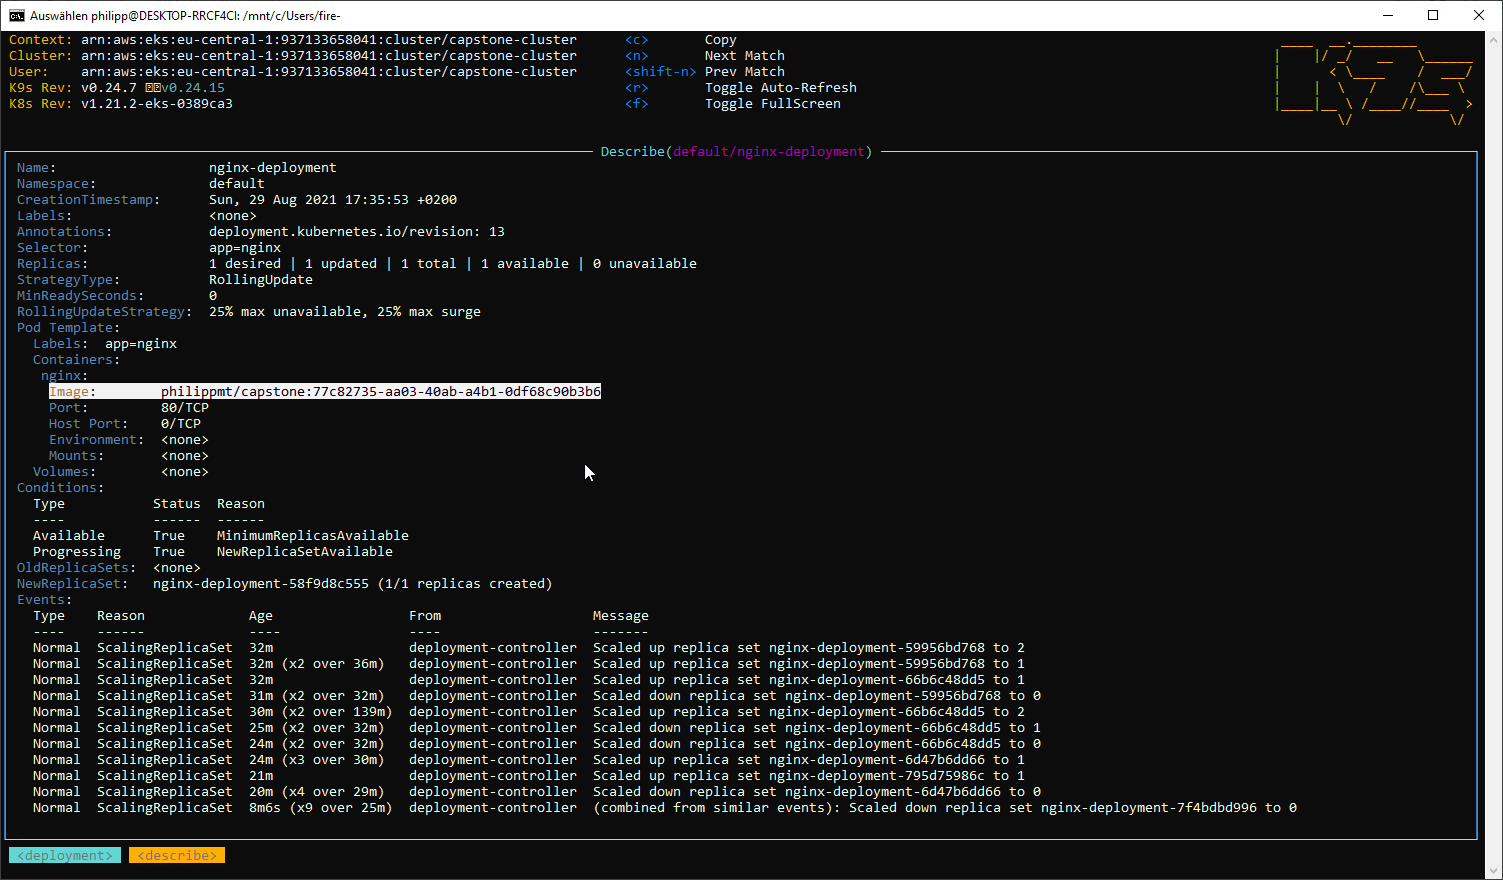 Auswählen philipp@DESKTOP-RRCF4CI: /mnt/c/Users/fire-
Context: arn:aws:eks:eu-central-1:937133658041:cluster/capstone-cluster <c> Copy
Cluster: arn:aws:eks:eu-central-1:937133658041:cluster/capstone-cluster <n> Next Match
User: arn:aws:eks:eu-central-1:937133658041:cluster/capstone-cluster <shift-n> Prev Match
K9s Rev: v0.24.7 v0.24.15 <r> Toggle Auto-Refresh
K8s Rev: v1.21.2-eks-0389ca3 <f> Toggle FullScreen
Describe(default/nginx-deployment)
Name: nginx-deployment
Namespace: default
CreationTimestamp: Sun, 29 Aug 2021 17:35:53 +0200
Labels: <none>
Annotations: deployment.kubernetes.io/revision: 13
Selector: app=nginx
Replicas: 1 desired | 1 updated | 1 total | 1 available | 0 unavailable
StrategyType: RollingUpdate
MinReadySeconds: 0
RollingUpdateStrategy: 25% max unavailable, 25% max surge
Pod Template:
Labels: app=nginx
Containers:
nginx:
Image: philippmt/capstone:77c82735-aa03-40ab-a4b1-0df68c90b3b6
Port: 80/TCP
Host Port: 0/TCP
Environment: <none>
Mounts: <none>
Volumes: <none>
Conditions:
Type Status Reason
---- ------ ------
Available True MinimumReplicasAvailable
Progressing True NewReplicaSetAvailable
OldReplicaSets: <none>
NewReplicaSet: nginx-deployment-58f9d8c555 (1/1 replicas created)
Events:
Type Reason Age From Message
---- ------ ---- ---- -------
Normal ScalingReplicaSet 32m deployment-controller Scaled up replica set nginx-deployment-59956bd768 to 2
Normal ScalingReplicaSet 32m (x2 over 36m) deployment-controller Scaled up replica set nginx-deployment-59956bd768 to 1
Normal ScalingReplicaSet 32m deployment-controller Scaled up replica set nginx-deployment-66b6c48dd5 to 1
Normal ScalingReplicaSet 31m (x2 over 32m) deployment-controller Scaled down replica set nginx-deployment-59956bd768 to 0
Normal ScalingReplicaSet 30m (x2 over 139m) deployment-controller Scaled up replica set nginx-deployment-66b6c48dd5 to 2
Normal ScalingReplicaSet 25m (x2 over 32m) deployment-controller Scaled down replica set nginx-deployment-66b6c48dd5 to 1
Normal ScalingReplicaSet 24m (x2 over 32m) deployment-controller Scaled down replica set nginx-deployment-66b6c48dd5 to 0
Normal ScalingReplicaSet 24m (x3 over 30m) deployment-controller Scaled up replica set nginx-deployment-6d47b6dd66 to 1
Normal ScalingReplicaSet 21m deployment-controller Scaled up replica set nginx-deployment-795d75986c to 1
Normal ScalingReplicaSet 20m (x4 over 29m) deployment-controller Scaled down replica set nginx-deployment-6d47b6dd66 to 0
Normal ScalingReplicaSet 8m6s (x9 over 25m) deployment-controller (combined from similar events): Scaled down replica set nginx-deployment-7f4bdbd996 to 0
<deployment> <describe>